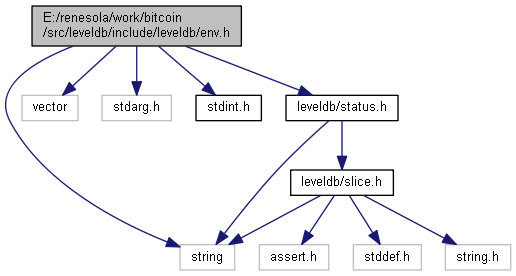 E:/renesola/work/bitcoin
/src/leveldb/include/leveldb/env.h
vector
stdarg.h
stdint.h
leveldb/status.h
leveldb/slice.h
string
assert.h
stddef.h
string.h